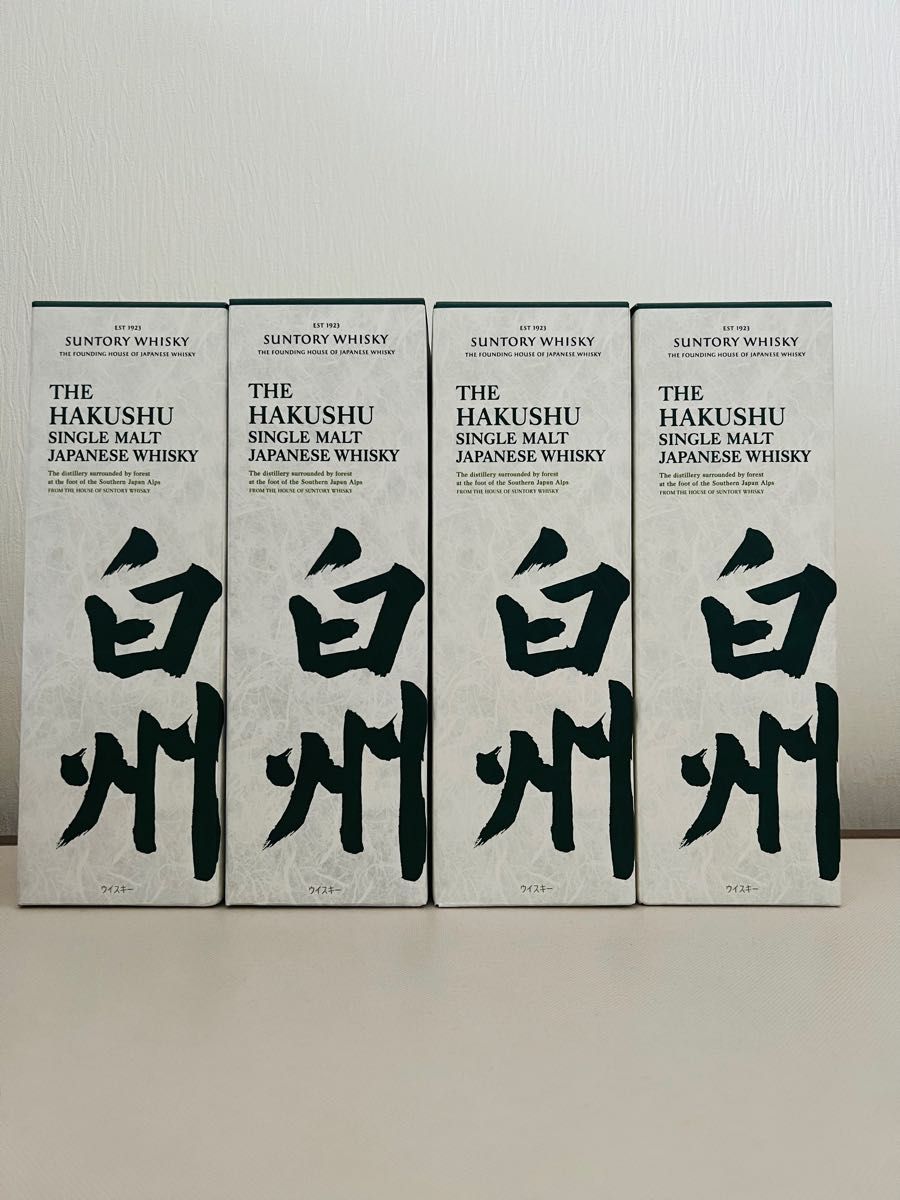 EST 1923
SUNTORY WHISKY
THE FOUNDING HOUSE OF JAPANESE WHISKY
THE
HAKUSHU
SINGLE MALT
JAPANESE WHISKY
The distillery surrounded by forest
at the foot of the Southern Japan Alps
FROM THE HOUSE OF SUNTORY WHISKY
白
州
ウイスキー
EST 1923
SUNTORY WHISKY
THE FOUNDING HOUSE OF JAPANESE WHISKY
THE
HAKUSHU
SINGLE MALT
JAPANESE WHISKY
The distillery surrounded by forest
at the foot of the Southern Japan Alps
FROM THE HOUSE OF SUNTORY WHISKY
白
州
ウイスキー
EST 1923
SUNTORY WHISKY
THE FOUNDING HOUSE OF JAPANESE WHISKY
THE
HAKUSHU
SINGLE MALT
JAPANESE WHISKY
The distillery surrounded by forest
at the foot of the Southern Japan Alps
FROM THE HOUSE OF SUNTORY WHISKY
白
州
ウイスキー
EST 1923
SUNTORY WHISKY
THE FOUNDING HOUSE OF JAPANESE WHISKY
THE
HAKUSHU
SINGLE MALT
JAPANESE WHISKY
The distillery surrounded by forest
at the foot of the Southern Japan Alps
FROM THE HOUSE OF SUNTORY WHISKY
白
州
ウイスキー